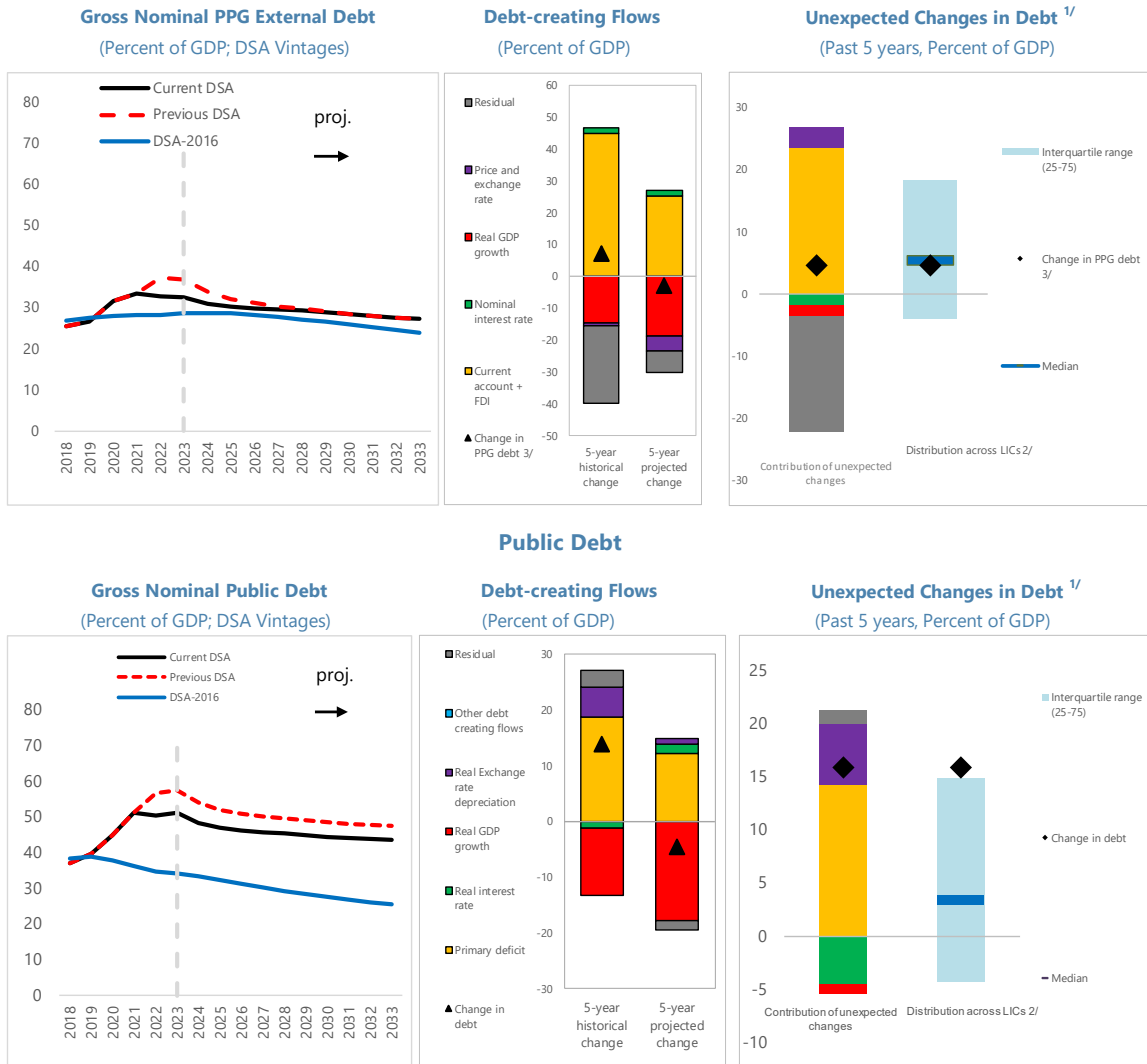 Gross Nominal PPG External Debt
(Percent of GDP; DSA Vintages)
Current DSA
Previous DSA
DSA-2016
proj.
80
70
60
50
40
30
20
10
0
2018
2019
2020
2021
2022
2023
2024
2025
2026
2027
2028
2029
2030
2031
2032
2033
Debt-creating Flows
(Percent of GDP)
Residual
Price and
exchange
rate
Real GDP
growth
Nominal
interest rate
Current
account +
FDI
Change in
PPG debt 3/
60
50
40
30
20
10
0
-10
-20
-30
-40
-50
5-year
historical
change
5-year
projected
change
Unexpected Changes in Debt 1/
(Past 5 years, Percent of GDP)
30
20
10
0
-10
-20
-30
Interquartile range
(25-75)
Change in PPG debt
3/
Median
Contribution of unexpected
changes
Distribution across LICs 2/
Public Debt
Gross Nominal Public Debt
(Percent of GDP; DSA Vintages)
Current DSA
Previous DSA
DSA-2016
proj.
80
70
60
50
40
30
20
10
0
2018
2019
2020
2021
2022
2023
2024
2025
2026
2027
2028
2029
2030
2031
2032
2033
Debt-creating Flows
(Percent of GDP)
Residual
Other debt
creating flows
Real Exchange
rate
depreciation
Real GDP
growth
Real interest
rate
Primary deficit
Change in
debt
30
20
10
0
-10
-20
-30
5-year
historical
change
5-year
projected
change
Unexpected Changes in Debt 1/
(Past 5 years, Percent of GDP)
25
20
15
10
5
0
-5
-10
Interquartile range
(25-75)
Change in debt
Median
Contribution of unexpected
changes
Distribution across LICs 2/